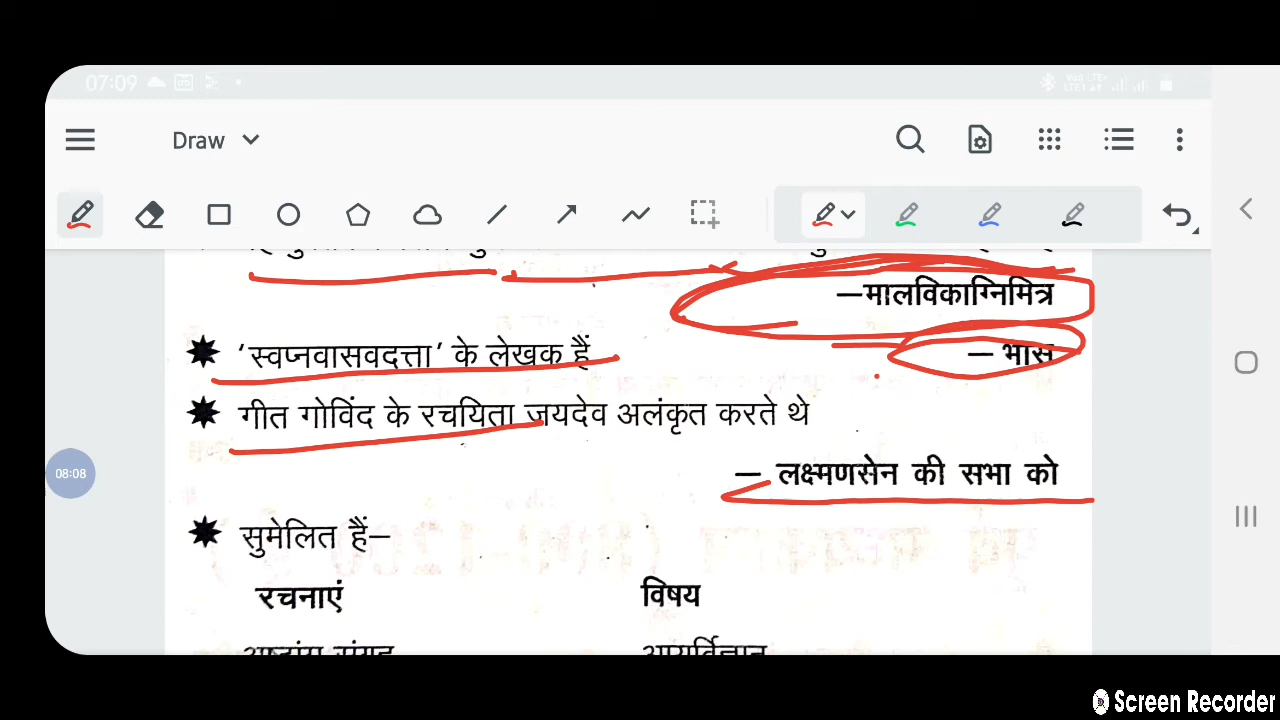 07:09
Draw
—मालविकाग्निमित्र
'स्वप्नवासवदत्ता' के लेखक हैं — भास
गीत गोविंद के रचयिता जयदेव अलंकृत करते थे
— लक्ष्मणसेन की सभा को
08:08
सुमेलित हैं—
रचनाएं विषय
Screen Recorder